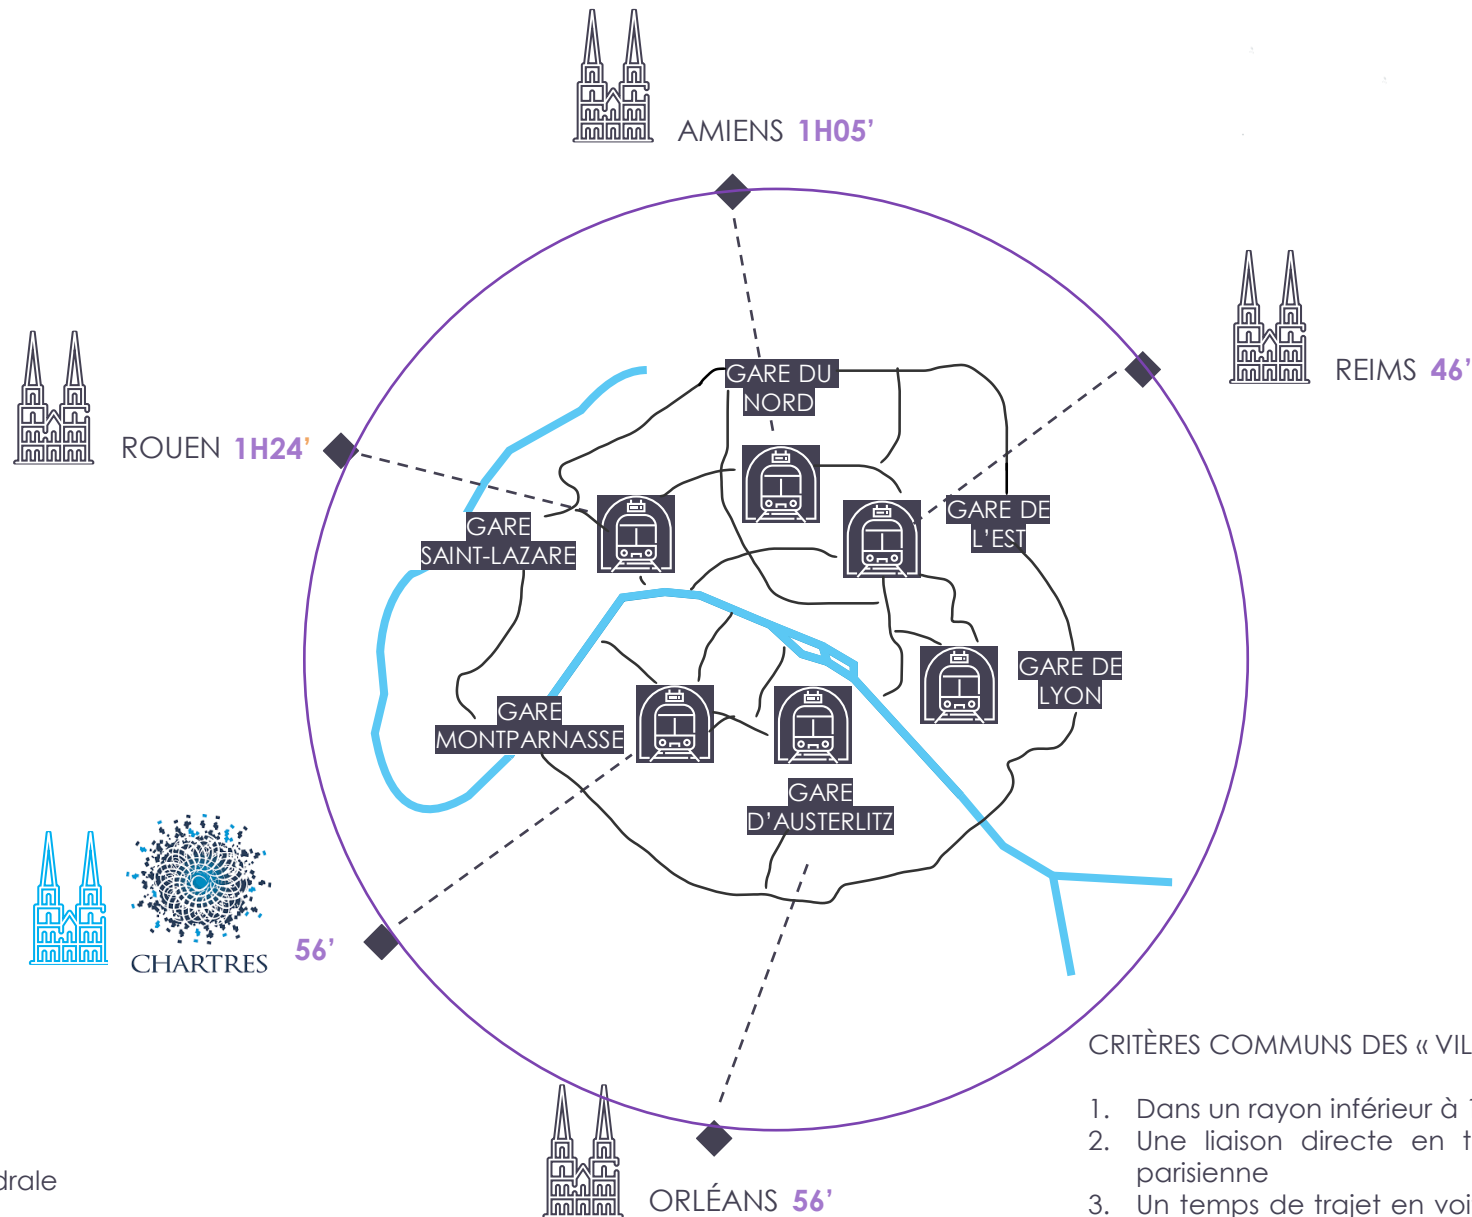 AMIENS 1H05'
REIMS 46'
GARE DU
NORD
ROUEN 1H24'
GARE
SAINT-LAZARE
GARE DE
L'EST
GARE DE
LYON
GARE
MONTPARNASSE
GARE
D'AUSTERLITZ
CHARTRES
56'
ORLÉANS 56'
drale
CRITÈRES COMMUNS DES « VIL
1. Dans un rayon inférieur à 1
2. Une liaison directe en t
parisienne
3. Un temps de trajet en voi